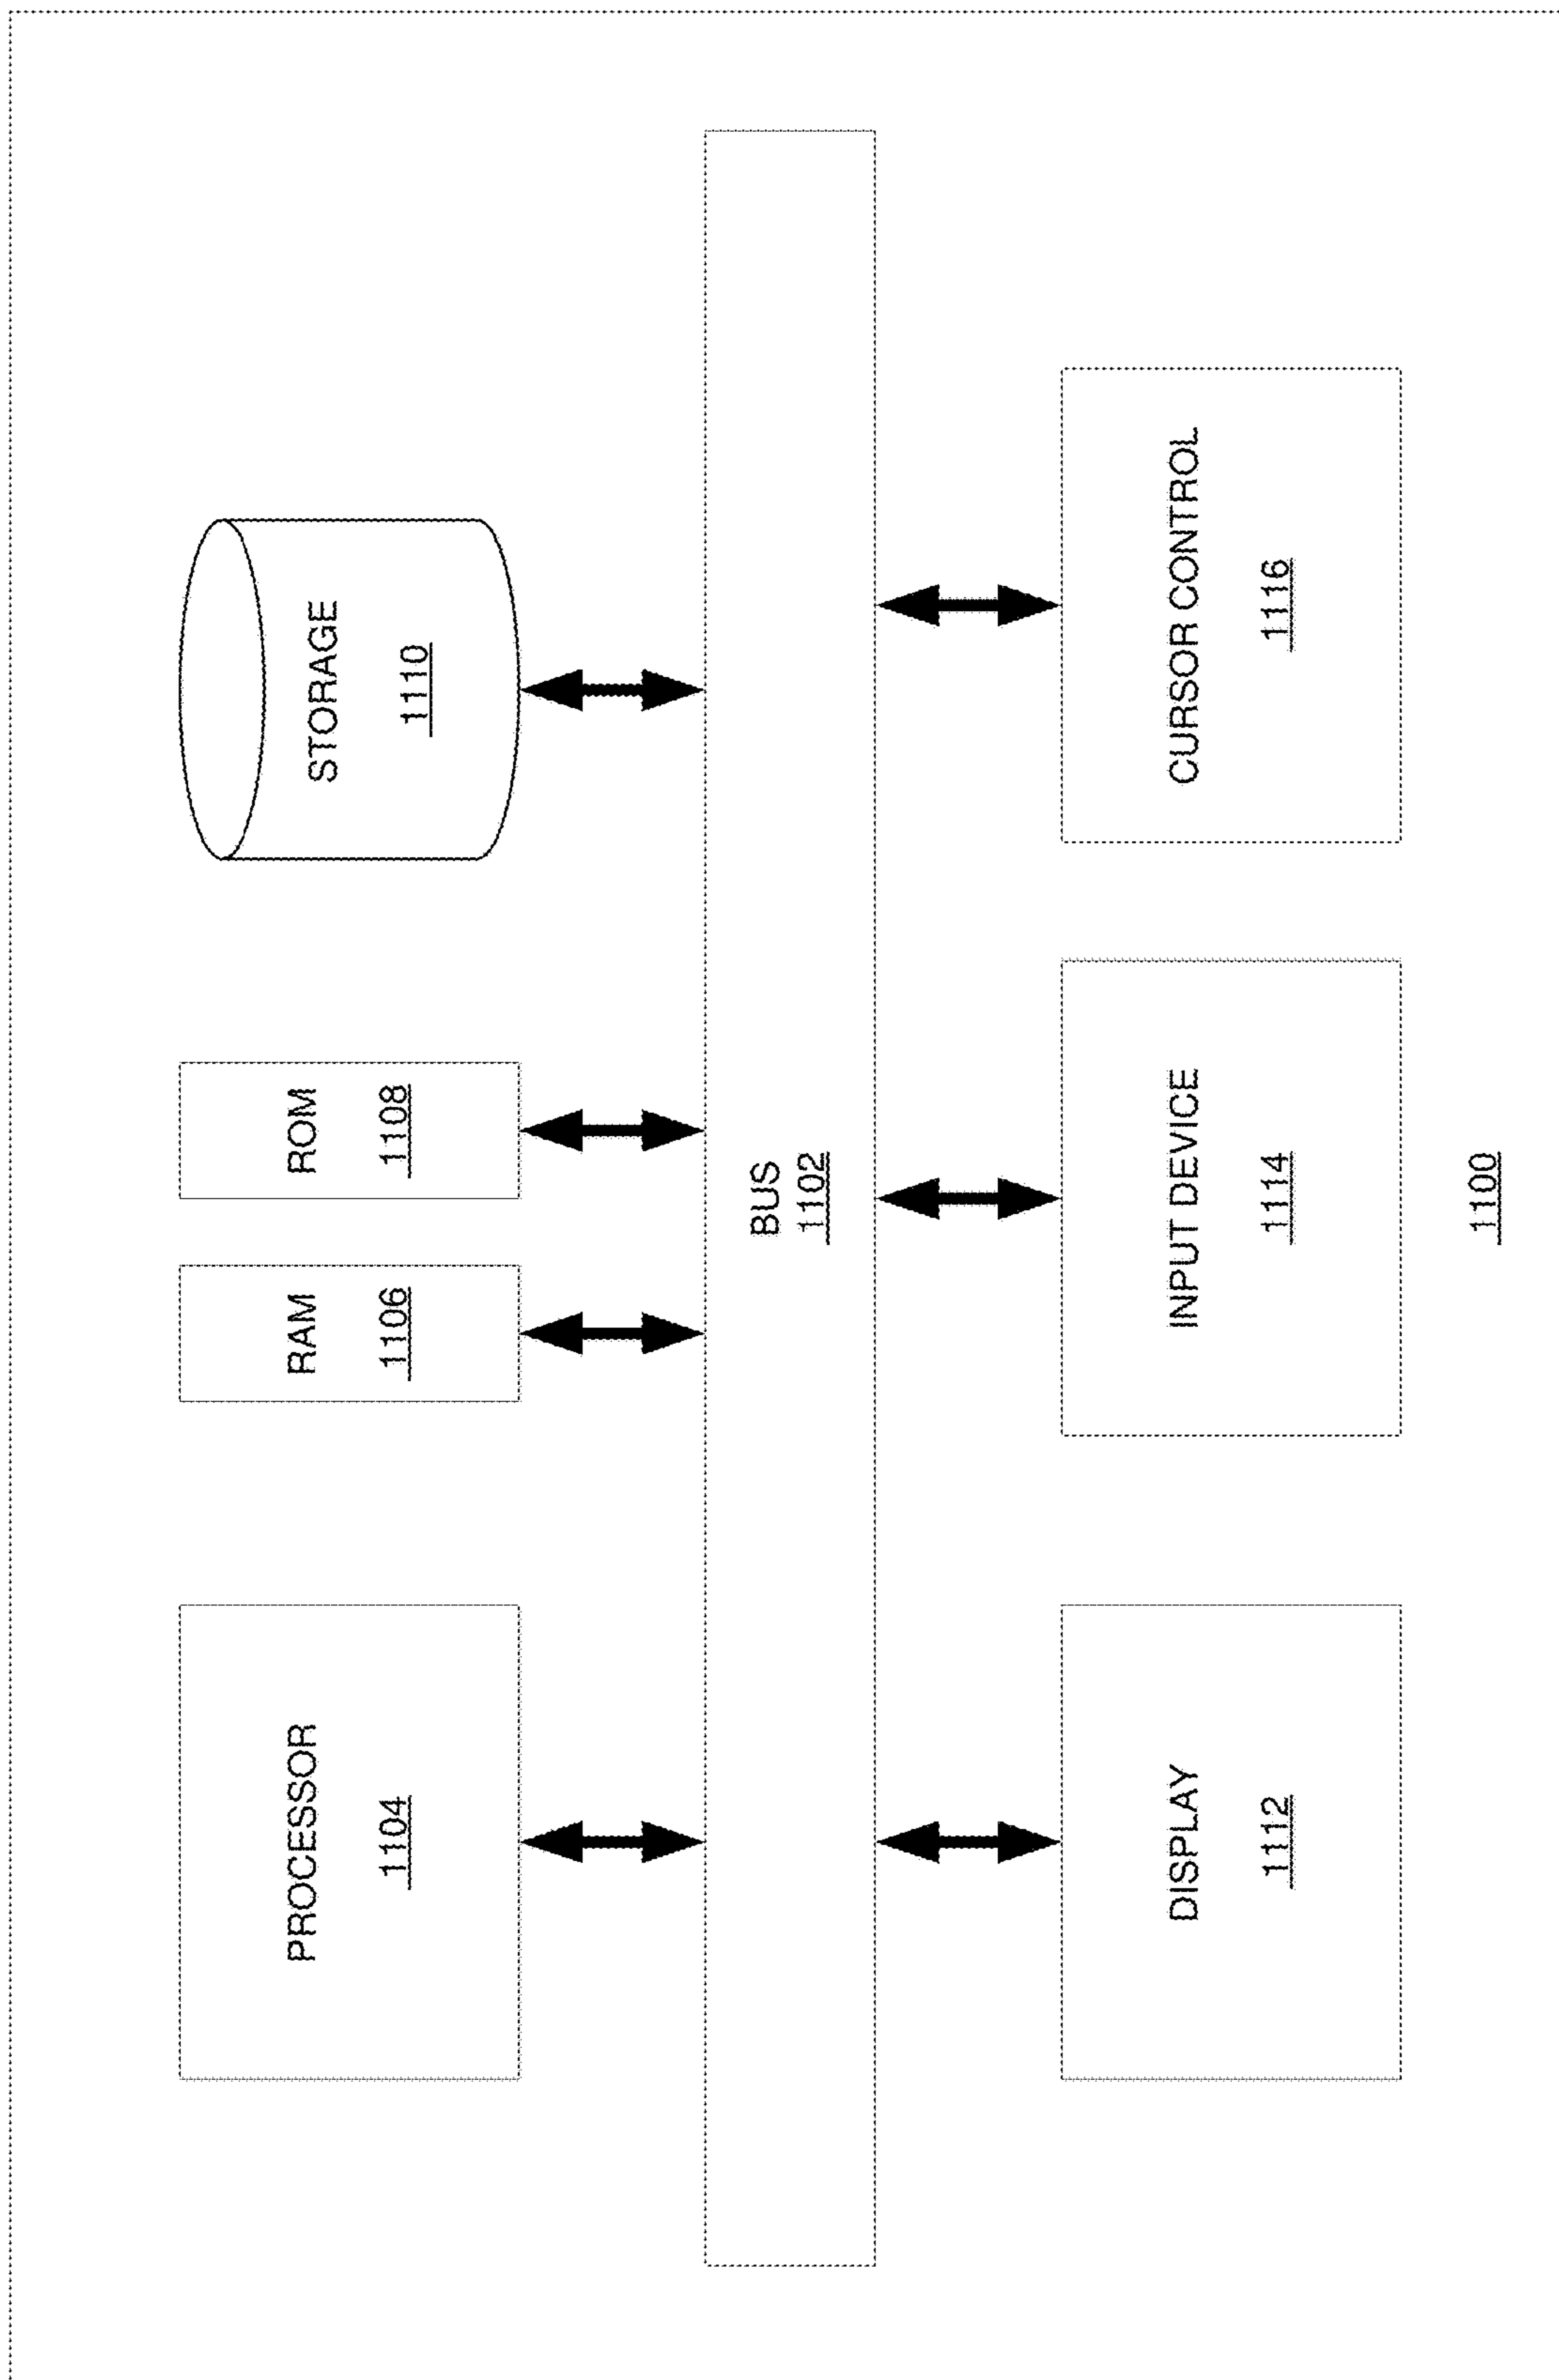 PROCESSOR
1104
RAM
1106
ROM
1108
STORAGE
1110
BUS
1102
DISPLAY
1112
INPUT DEVICE
1114
CURSOR CONTROL
1116
1100